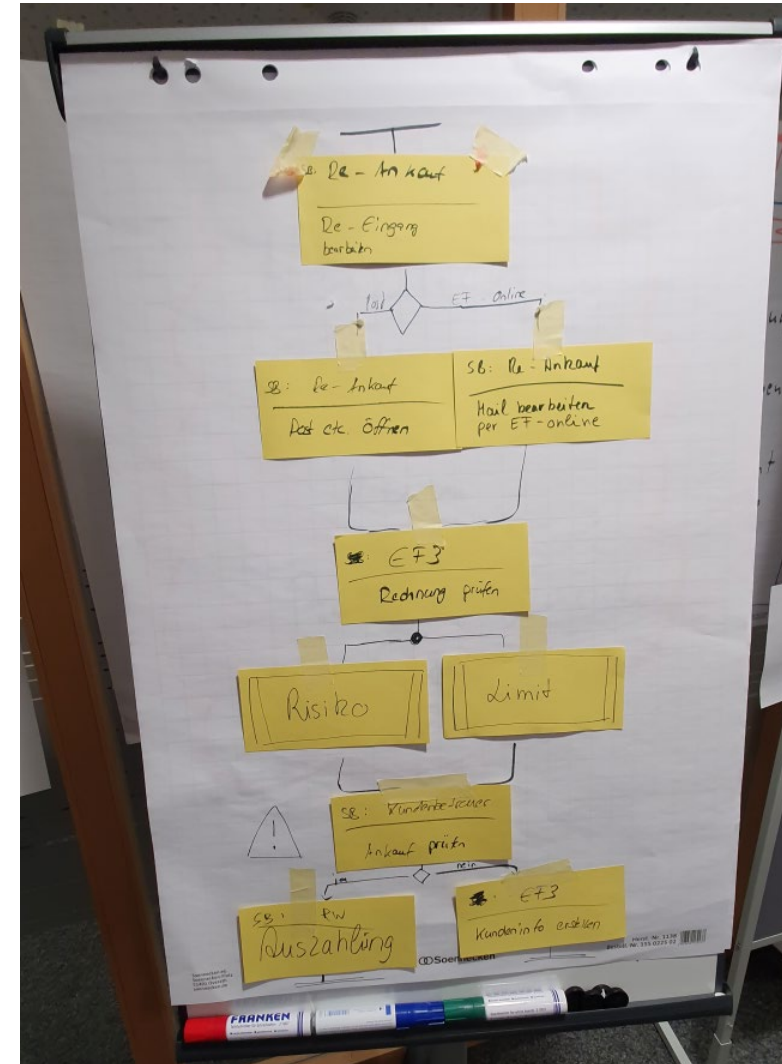 SB: Re - Ankauf
Re - Eingang
bearbeiten
Post
EF - Online
SB: Re - Ankauf
Post etc. Öffnen
SB: Re - Ankauf
Mail bearbeiten
per EF - online
EF3
Rechnung prüfen
Risiko
Limit
!
SB: Kundenbetreuer
Ankauf prüfen
ja
nein
SB: RW
Auszahlung
EF3
Kundeninfo erstellen
Soennecken
FRANKEN